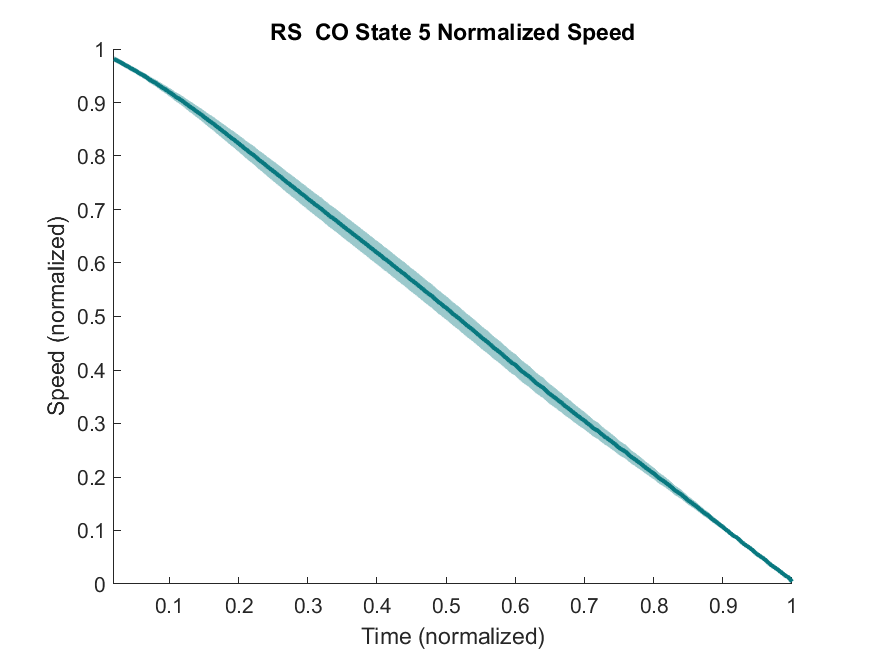 RS  CO State 5 Normalized Speed
1
0.9
0.8
0.7
0.6
0.5
0.4
0.3
0.2
0.1
0
Speed (normalized)
0.1 0.2 0.3 0.4 0.5 0.6 0.7 0.8 0.9 1
Time (normalized)